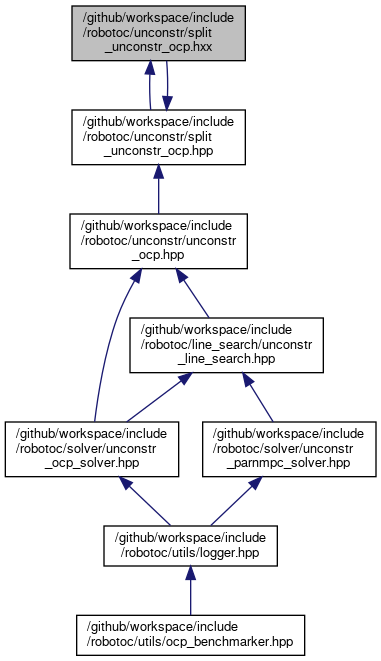 /github/workspace/include
/robotoc/unconstr/split
_unconstr_ocp.hxx
/github/workspace/include
/robotoc/unconstr/split
_unconstr_ocp.hpp
/github/workspace/include
/robotoc/unconstr/unconstr
_ocp.hpp
/github/workspace/include
/robotoc/line_search/unconstr
_line_search.hpp
/github/workspace/include
/robotoc/solver/unconstr
_ocp_solver.hpp
/github/workspace/include
/robotoc/solver/unconstr
_parnmpc_solver.hpp
/github/workspace/include
/robotoc/utils/logger.hpp
/github/workspace/include
/robotoc/utils/ocp_benchmarker.hpp